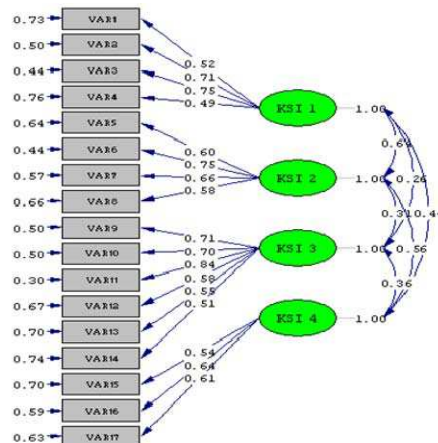 0.73 VAR1
0.50 VAR2
0.44 VAR3
0.76 VAR4
0.64 VAR5
0.44 VAR6
0.57 VAR7
0.66 VAR8
0.50 VAR9
0.50 VAR10
0.30 VAR11
0.67 VAR12
0.70 VAR13
0.74 VAR14
0.70 VAR15
0.59 VAR16
0.63 VAR17
0.52
0.71
0.75
0.49
0.60
0.75
0.66
0.58
0.71
0.70
0.84
0.58
0.55
0.51
0.54
0.64
0.61
KSI 1 1.00
KSI 2 1.00
KSI 3 1.00
KSI 4 1.00
0.64
0.26
0.31
0.56
0.36